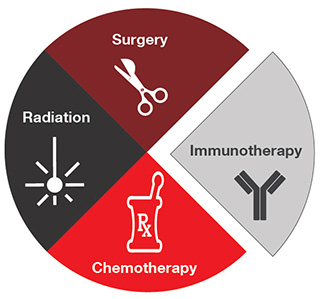 Surgery
Radiation
Immunotherapy
Rx
Chemotherapy